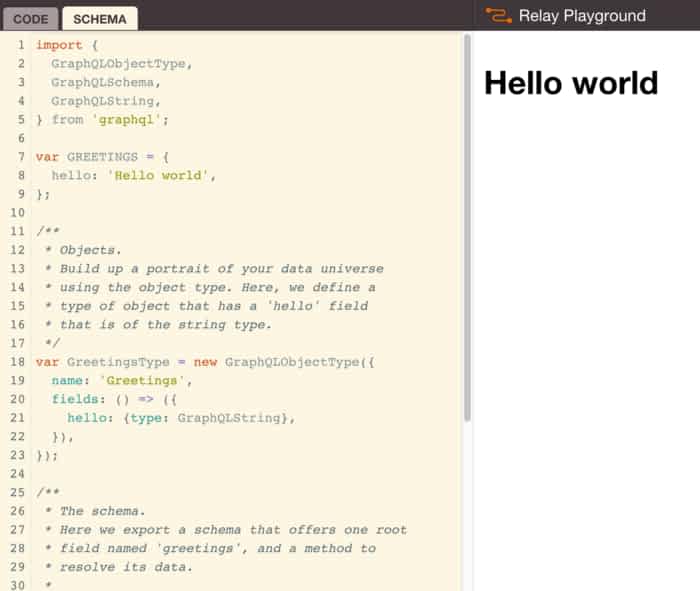 CODE SCHEMA
Relay Playground
1 import {
2   GraphQLObjectType,
3   GraphQLSchema,
4   GraphQLString,
5 } from 'graphql';
6
7 var GREETINGS = {
8   hello: 'Hello world',
9 };
10
11 /**
12  * Objects.
13  * Build up a portrait of your data universe
14  * using the object type. Here, we define a
15  * type of object that has a 'hello' field
16  * that is of the string type.
17  */
18 var GreetingsType = new GraphQLObjectType({
19   name: 'Greetings',
20   fields: () => ({
21     hello: {type: GraphQLString},
22   }),
23 });
24
25 /**
26  * The schema.
27  * Here we export a schema that offers one root
28  * field named 'greetings', and a method to
29  * resolve its data.
30  *
Hello world